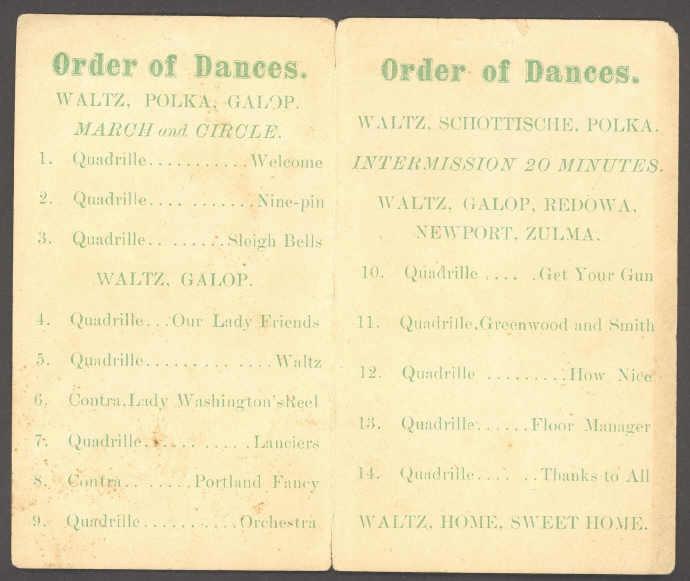 Order of Dances.
WALTZ, POLKA, GALOP.
MARCH and CIRCLE.
1. Quadrille...........Welcome
2. Quadrille............Nine-pin
3. Quadrille.........Sleigh Bells
WALTZ, GALOP.
4. Quadrille...Our Lady Friends
5. Quadrille..............Waltz
6. Contra.Lady Washington'sReel
7. Quadrille...........Lanciers
8. Contra........Portland Fancy
9. Quadrille..........Orchestra
Order of Dances.
WALTZ, SCHOTTISCHE, POLKA.
INTERMISSION 20 MINUTES.
WALTZ, GALOP, REDOWA,
NEWPORT, ZULMA.
10. Quadrille ..... .Get Your Gun
11. Quadrille.Greenwood and Smith
12. Quadrille .........How Nice
13. Quadrille......Floor Manager
14. Quadrille.......Thanks to All
WALTZ, HOME, SWEET HOME.